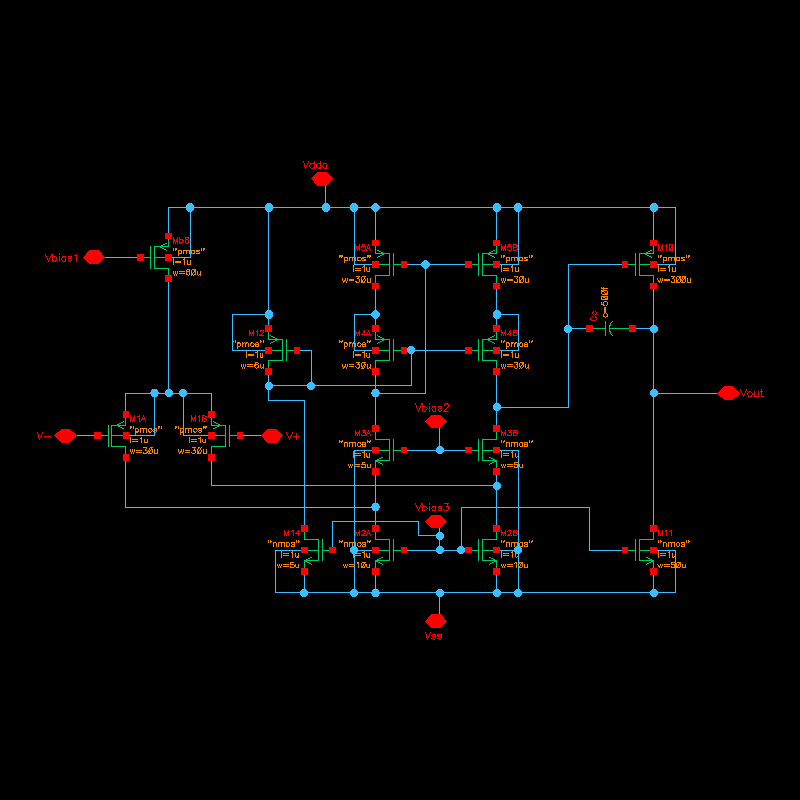 Vdda
M5B
"pmos"
l=1u
w=60u
Vbias1
M5A
"pmos"
l=1u
w=30u
M5B
"pmos"
l=1u
w=30u
M10
"pmos"
l=1u
w=300u
Cc
c=500f
M12
"pmos"
l=1u
w=6u
M4A
"pmos"
l=1u
w=30u
M4B
"pmos"
l=1u
w=30u
Vout
V-
M1A
"pmos"
l=1u
w=30u
M1B
"pmos"
l=1u
w=30u
V+
Vbias2
M3A
"nmos"
l=1u
w=5u
M3B
"nmos"
l=1u
w=5u
Vbias3
M14
"nmos"
l=1u
w=5u
M2A
"nmos"
l=1u
w=10u
M2B
"nmos"
l=1u
w=10u
M11
"nmos"
l=1u
w=50u
Vss